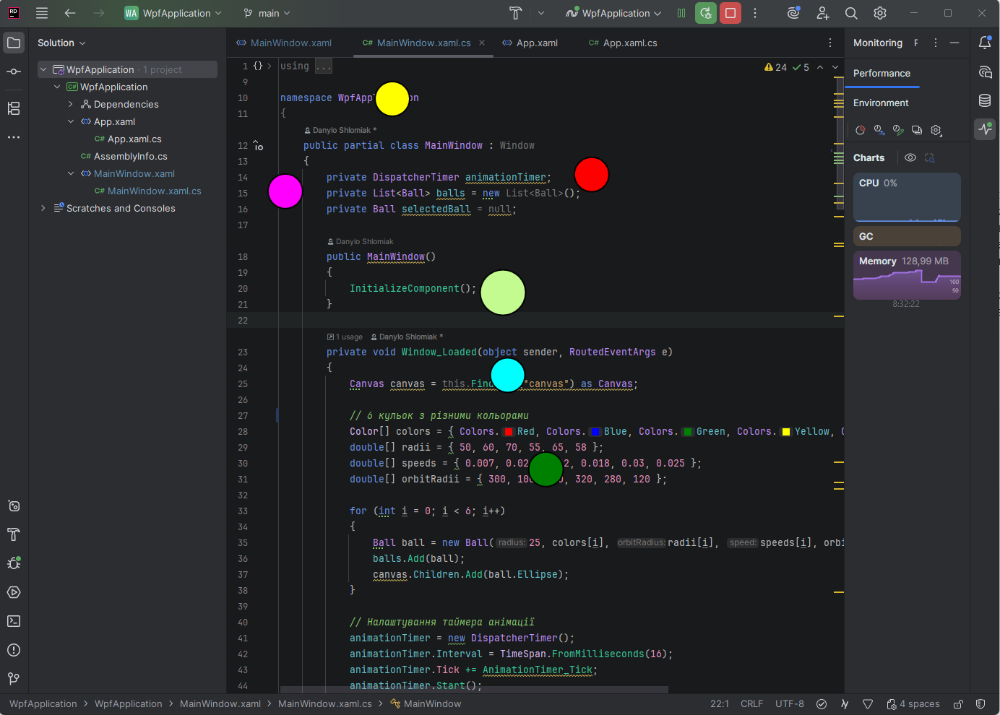 RD WA WpfApplication main WpfApplication
Solution
MainWindow.xaml MainWindow.xaml.cs App.xaml App.xaml.cs
WpfApplication · 1 project
WpfApplication
Dependencies
App.xaml
App.xaml.cs
AssemblyInfo.cs
MainWindow.xaml
MainWindow.xaml.cs
Scratches and Consoles
24 5
1 {} using ...
9
10 namespace WpfApp on
11 {
Danylo Shlomiak *
12 public partial class MainWindow : Window
13 {
14 private DispatcherTimer animationTimer;
15 private List<Ball> balls = new List<Ball>();
16 private Ball selectedBall = null;
17
Danylo Shlomiak
18 public MainWindow()
19 {
20 InitializeComponent();
21 }
22
1 usage Danylo Shlomiak *
23 private void Window_Loaded(object sender, RoutedEventArgs e)
24 {
25 Canvas canvas = this.Find "canvas") as Canvas;
26
27 // 6 кульок з різними кольорами
28 Color[] colors = { Colors. Red, Colors. Blue, Colors. Green, Colors. Yellow,
29 double[] radii = { 50, 60, 70, 55, 65, 58 };
30 double[] speeds = { 0.007, 0.02 2, 0.018, 0.03, 0.025 };
31 double[] orbitRadii = { 300, 10 , 320, 280, 120 };
32
33 for (int i = 0; i < 6; i++)
34 {
35 Ball ball = new Ball( radius: 25, colors[i], orbitRadius: radii[i], speed: speeds[i], orbi
36 balls.Add(ball);
37 canvas.Children.Add(ball.Ellipse);
38 }
39
40 // Налаштування таймера анімації
41 animationTimer = new DispatcherTimer();
42 animationTimer.Interval = TimeSpan.FromMilliseconds(16);
43 animationTimer.Tick += AnimationTimer_Tick;
44 animationTimer.Start();
Monitoring
Performance
Environment
Charts
CPU 0%
GC
Memory 128,99 MB
100
50
8:32:22
WpfApplication > WpfApplication > MainWindow.xaml > MainWindow.xaml.cs > MainWindow 22:1 CRLF UTF-8 4 spaces